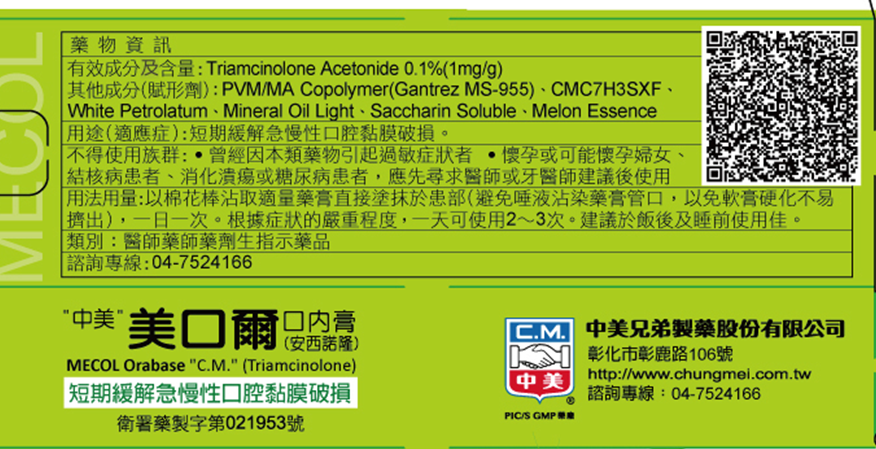 MECOL
藥物資訊
有效成分及含量:Triamcinolone Acetonide 0.1%(1mg/g)
其他成分(賦形劑):PVM/MA Copolymer(Gantrez MS-955)、CMC7H3SXF、
White Petrolatum、Mineral Oil Light、Saccharin Soluble、Melon Essence
用途(適應症):短期緩解急慢性口腔黏膜破損。
不得使用族群:•曾經因本類藥物引起過敏症狀者 •懷孕或可能懷孕婦女、
結核病患者、消化潰瘍或糖尿病患者，應先尋求醫師或牙醫師建議後使用
用法用量:以棉花棒沾取適量藥膏直接塗抹於患部(避免唾液沾染藥膏管口，以免軟膏硬化不易
擠出)，一日一次。根據症狀的嚴重程度，一天可使用2～3次。建議於飯後及睡前使用佳。
類別：醫師藥師藥劑生指示藥品
諮詢專線:04-7524166
"中美"美口爾口內膏
(安西諾隆)
MECOL Orabase "C.M." (Triamcinolone)
短期緩解急慢性口腔黏膜破損
衛署藥製字第021953號
C.M.
中美
®
PIC/S GMP藥廠
中美兄弟製藥股份有限公司
彰化市彰鹿路106號
http://www.chungmei.com.tw
諮詢專線：04-7524166